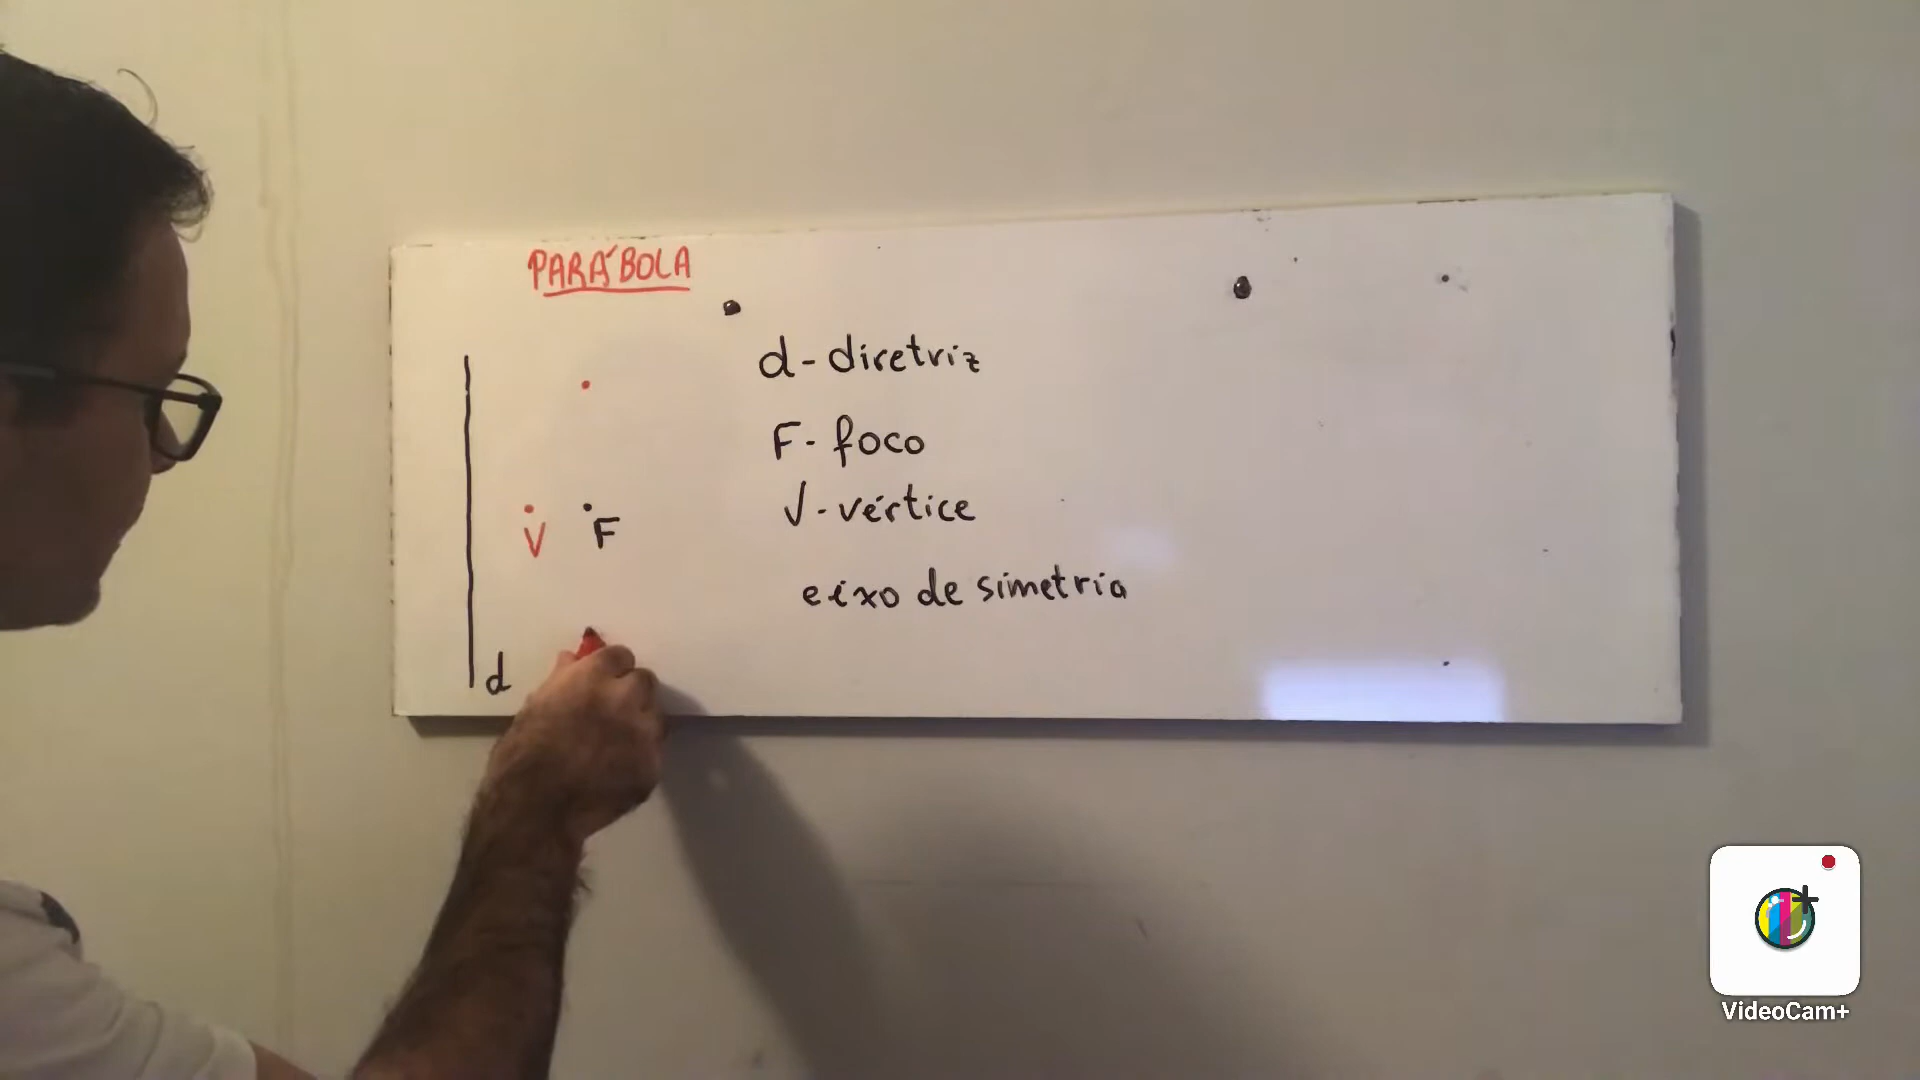 PARÁBOLA
d - diretriz
F - foco
V - vértice
V
F
eixo de simetria
d
VideoCam+